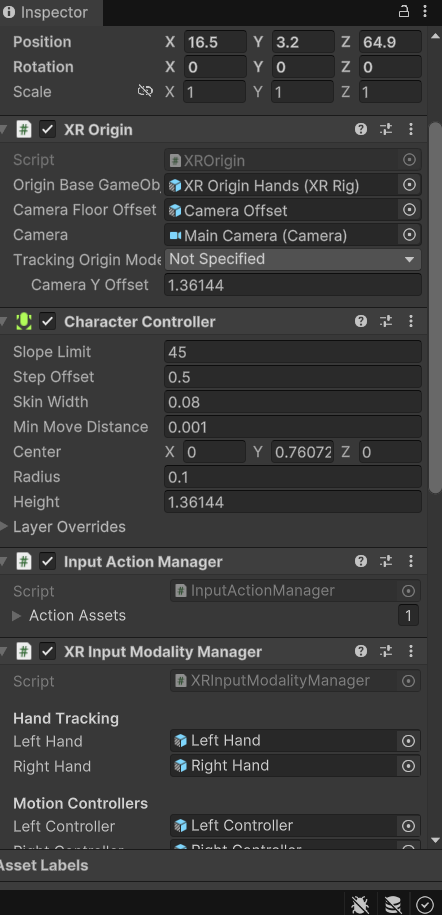 Inspector
Position X 16.5 Y 3.2 Z 64.9
Rotation X 0 Y 0 Z 0
Scale X 1 Y 1 Z 1
# XR Origin
Script # XROrigin
Origin Base GameOb XR Origin Hands (XR Rig)
Camera Floor Offset Camera Offset
Camera Main Camera (Camera)
Tracking Origin Mode Not Specified
Camera Y Offset 1.36144
Character Controller
Slope Limit 45
Step Offset 0.5
Skin Width 0.08
Min Move Distance 0.001
Center X 0 Y 0.76072 Z 0
Radius 0.1
Height 1.36144
Layer Overrides
# Input Action Manager
Script # InputActionManager
Action Assets 1
# XR Input Modality Manager
Script # XRInputModalityManager
Hand Tracking
Left Hand Left Hand
Right Hand Right Hand
Motion Controllers
Left Controller Left Controller
Right Controller Right Controller
Asset Labels